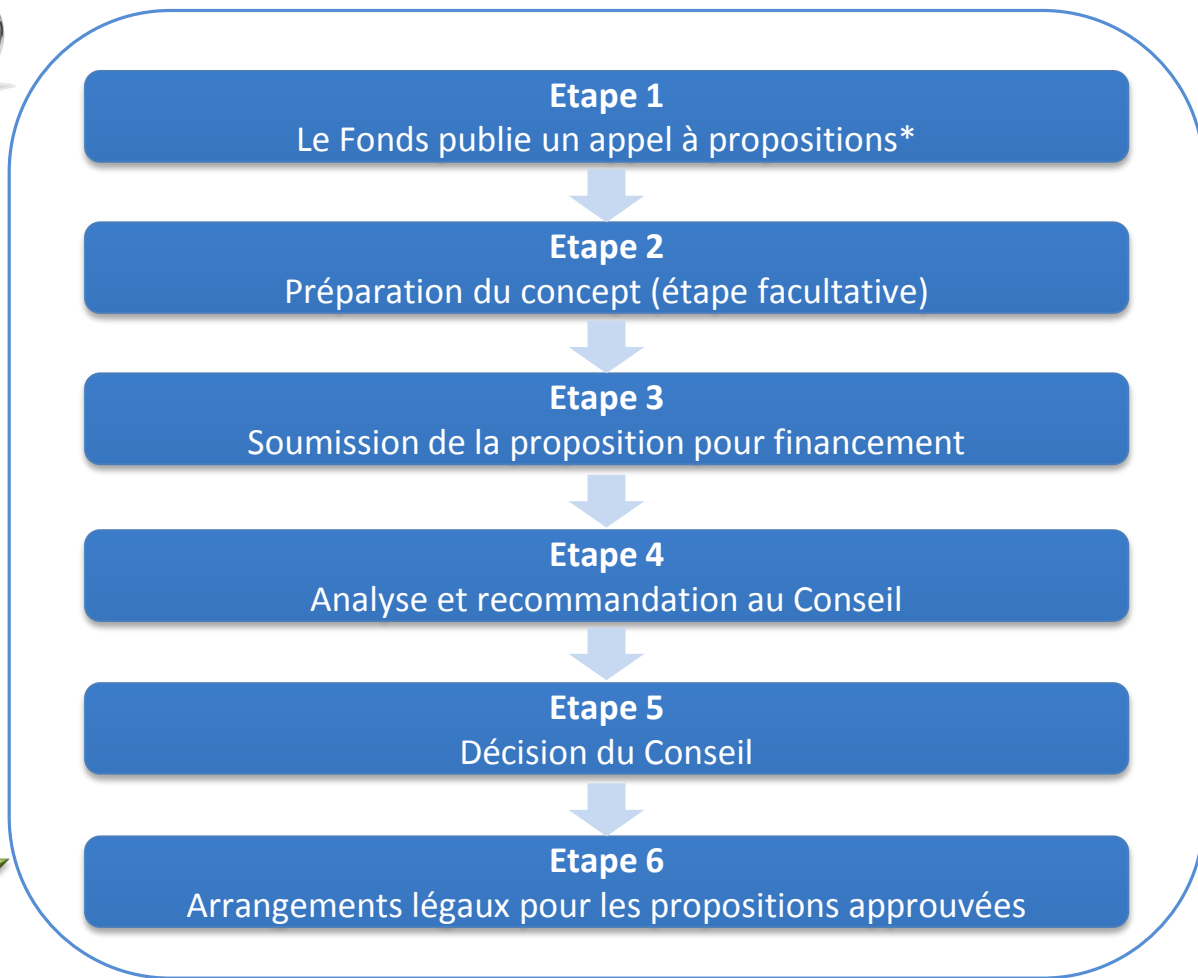 Etape 1
Le Fonds publie un appel à propositions*
Etape 2
Préparation du concept (étape facultative)
Etape 3
Soumission de la proposition pour financement
Etape 4
Analyse et recommandation au Conseil
Etape 5
Décision du Conseil
Etape 6
Arrangements légaux pour les propositions approuvées